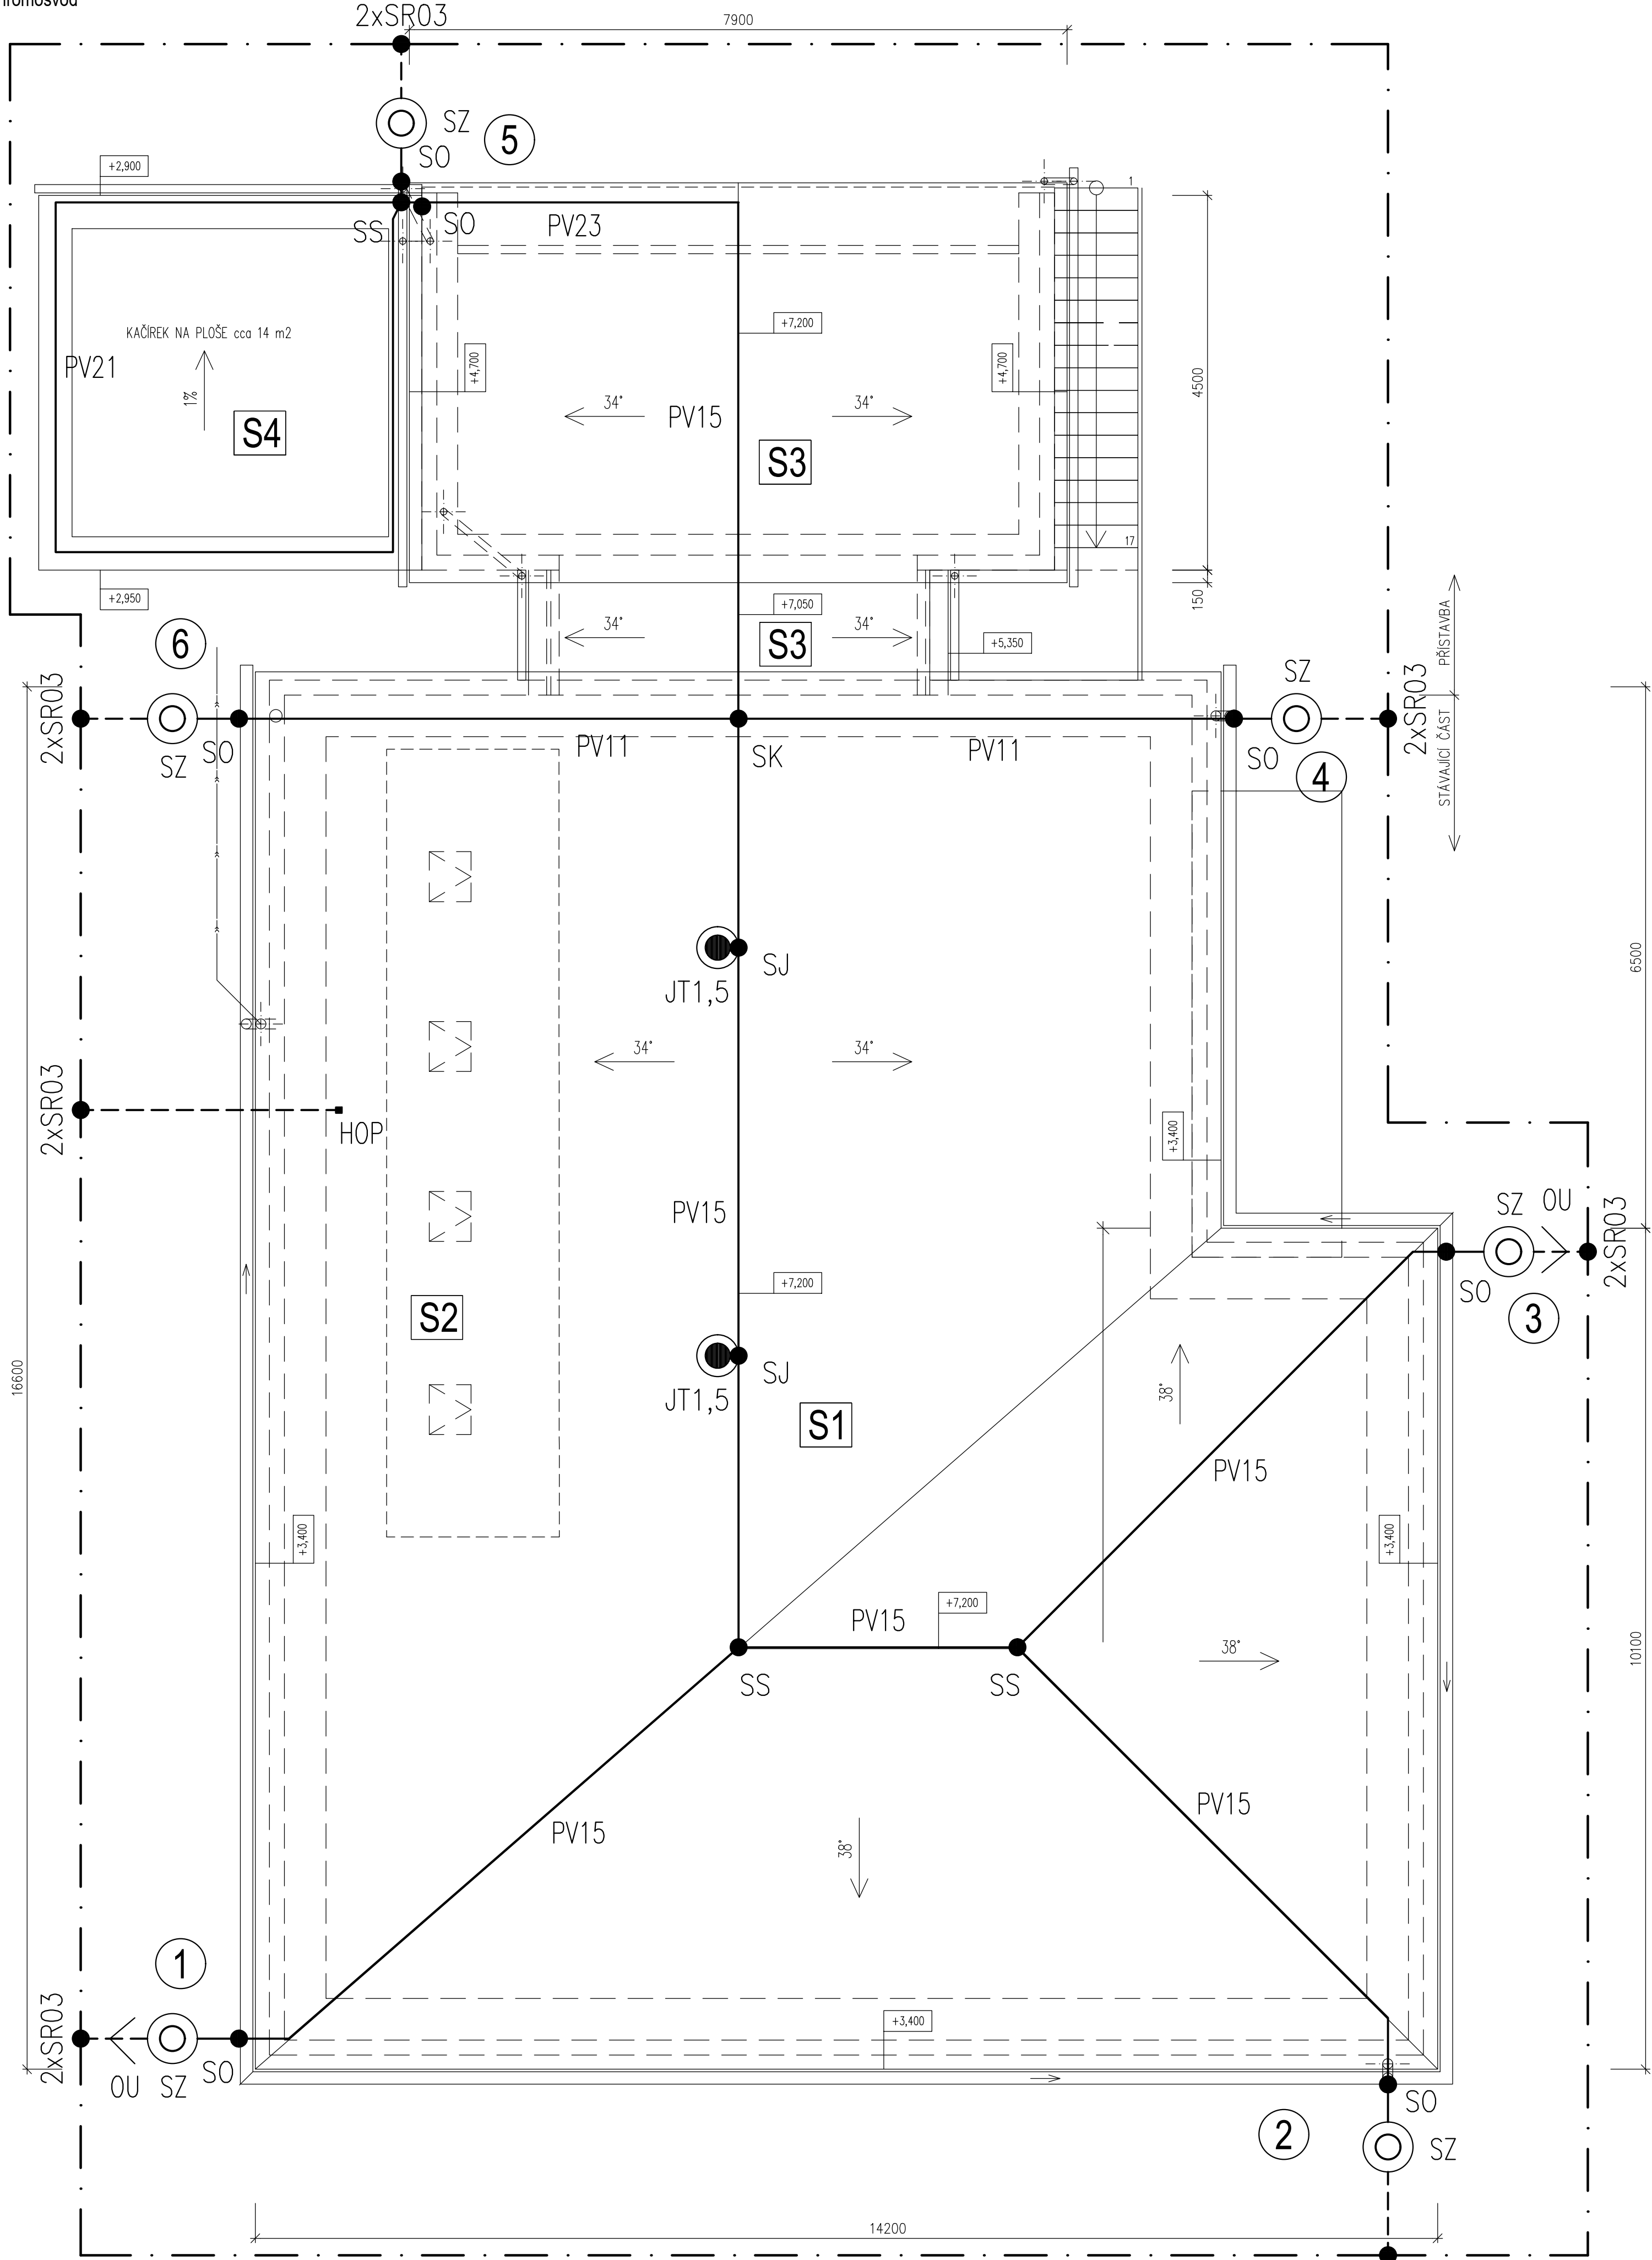 2xSR03
7900
SZ
5
SO
+2,900
1
SS
SO
PV23
KAČÍREK NA PLOŠE cca 14 m2
+7,200
PV21
1%
+4,700
+4,700
4500
34°
34°
PV15
S4
S3
17
+2,950
+7,050
150
34°
34°
S3
+5,350
6
PŘÍSTAVBA
STÁVAJÍCÍ ČÁST
SZ
2xSR03
2xSR03
SO
SZ
PV11
SK
PV11
SO
4
SJ
JT1,5
6500
34°
34°
2xSR03
HOP
+3,400
PV15
SZ
OU
2xSR03
+7,200
SO
3
S2
16600
SJ
JT1,5
38°
S1
PV15
+3,400
+3,400
PV15
+7,200
38°
10100
SS
SS
PV15
PV15
38°
1
2xSR03
+3,400
OU
SZ
SO
SO
2
SZ
14200